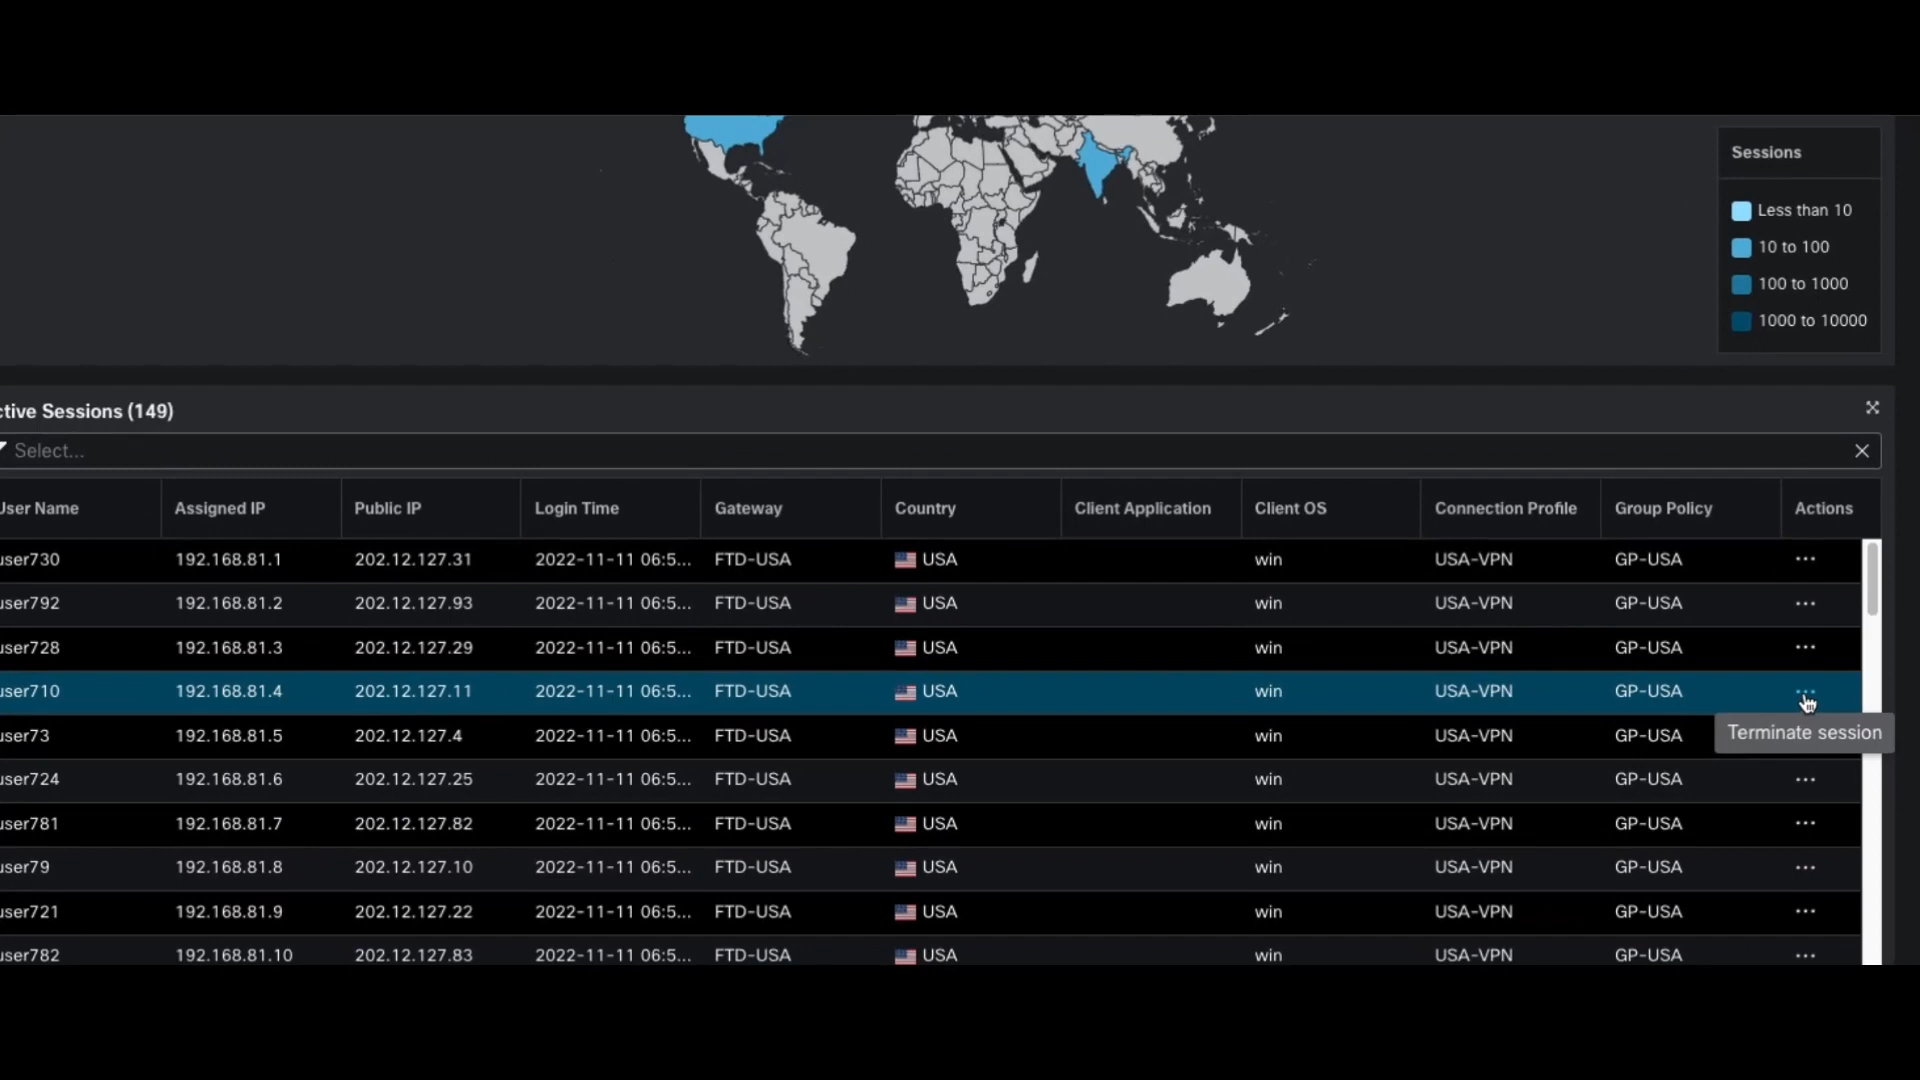 Sessions
Less than 10
10 to 100
100 to 1000
1000 to 10000
ctive Sessions (149)
Select...
User Name Assigned IP Public IP Login Time Gateway Country Client Application Client OS Connection Profile Group Policy Actions
user730 192.168.81.1 202.12.127.31 2022-11-11 06:5... FTD-USA USA win USA-VPN GP-USA ...
user792 192.168.81.2 202.12.127.93 2022-11-11 06:5... FTD-USA USA win USA-VPN GP-USA ...
user728 192.168.81.3 202.12.127.29 2022-11-11 06:5... FTD-USA USA win USA-VPN GP-USA ...
user710 192.168.81.4 202.12.127.11 2022-11-11 06:5... FTD-USA USA win USA-VPN GP-USA ...
user73 192.168.81.5 202.12.127.4 2022-11-11 06:5... FTD-USA USA win USA-VPN GP-USA
Terminate session
user724 192.168.81.6 202.12.127.25 2022-11-11 06:5... FTD-USA USA win USA-VPN GP-USA ...
user781 192.168.81.7 202.12.127.82 2022-11-11 06:5... FTD-USA USA win USA-VPN GP-USA ...
user79 192.168.81.8 202.12.127.10 2022-11-11 06:5... FTD-USA USA win USA-VPN GP-USA ...
user721 192.168.81.9 202.12.127.22 2022-11-11 06:5... FTD-USA USA win USA-VPN GP-USA ...
user782 192.168.81.10 202.12.127.83 2022-11-11 06:5... FTD-USA USA win USA-VPN GP-USA ...